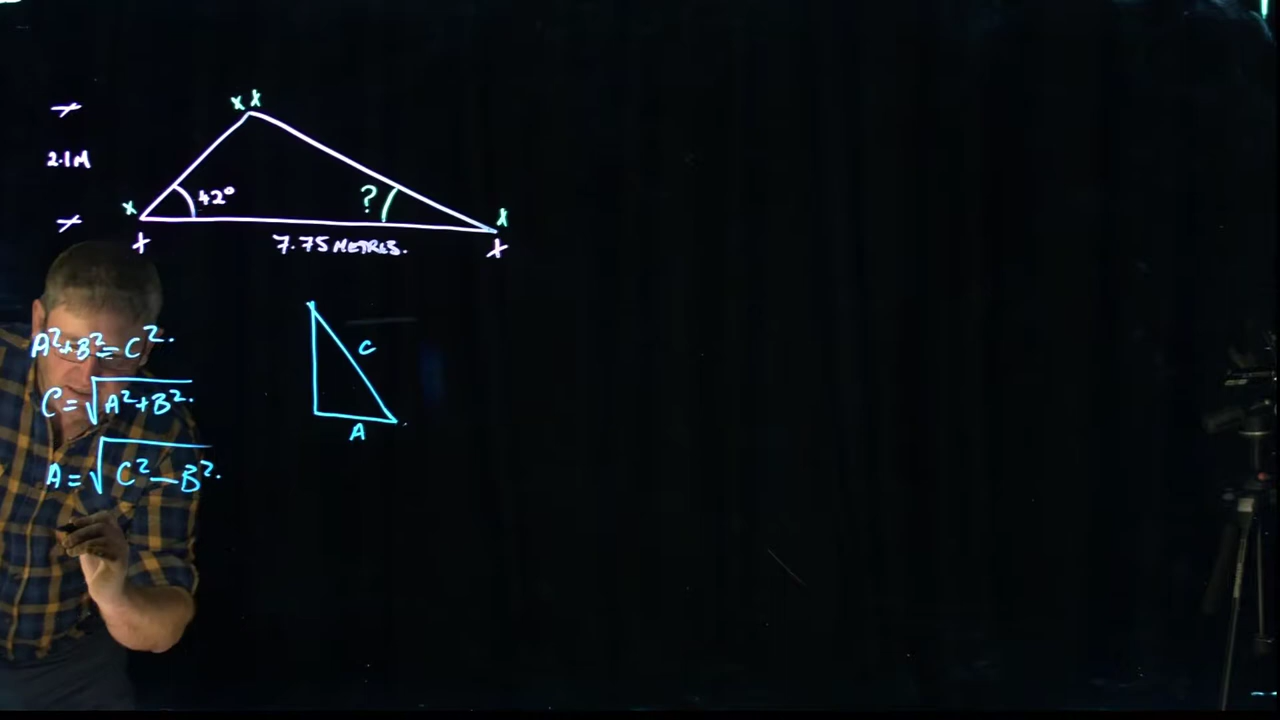 x x
2.1M
42°
?
x
x
x
7.75 METRES.
x
A²+B²=C².
C=√A²+B².
C
A
A=√C²-B².